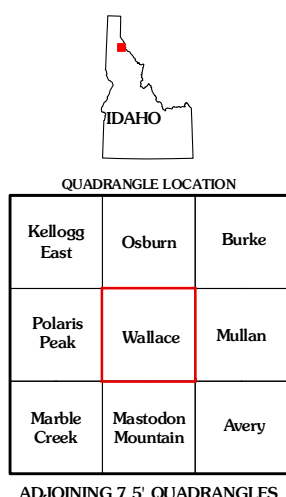 IDAHO
QUADRANGLE LOCATION
Kellogg
East
Osburn
Burke
Polaris
Peak
Wallace
Mullan
Marble
Creek
Mastodon
Mountain
Avery
ADJOINING 7.5' QUADRANGLES